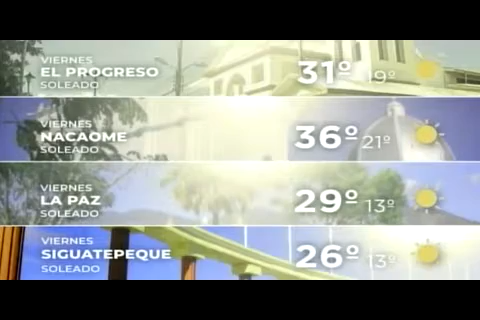 VIERNES
EL PROGRESO 31º 19º
SOLEADO
VIERNES
NACAOME 36º 21º
SOLEADO
VIERNES
LA PAZ 29º 13º
SOLEADO
VIERNES
SIGUATEPEQUE 26º 13º
SOLEADO